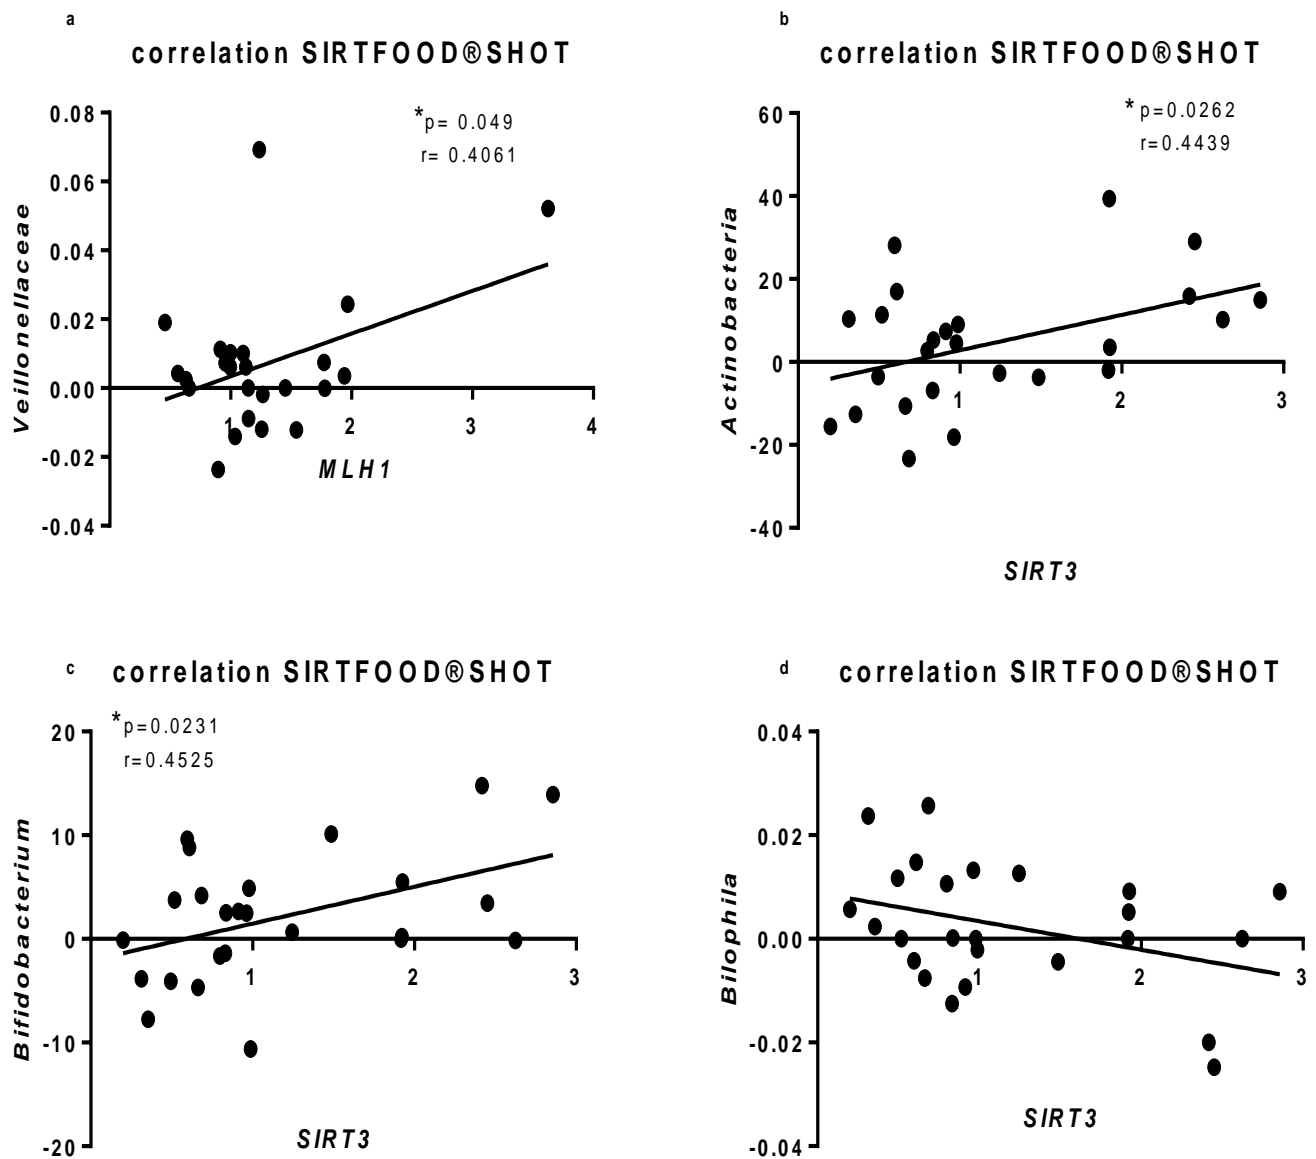 a
correlation SIRTFOOD®SHOT
*p= 0.049
r= 0.4061
0.08
0.06
0.04
0.02
0.00
-0.02
-0.04
1
2
3
4
Veillonellaceae
MLH1
b
correlation SIRTFOOD®SHOT
*p=0.0262
r=0.4439
60
40
20
0
-20
-40
1
2
3
Actinobacteria
SIRT3
c
correlation SIRTFOOD®SHOT
*p=0.0231
r=0.4525
20
10
0
-10
-20
1
2
3
Bifidobacterium
SIRT3
d
correlation SIRTFOOD®SHOT
0.04
0.02
0.00
-0.02
-0.04
1
2
3
Bilophila
SIRT3